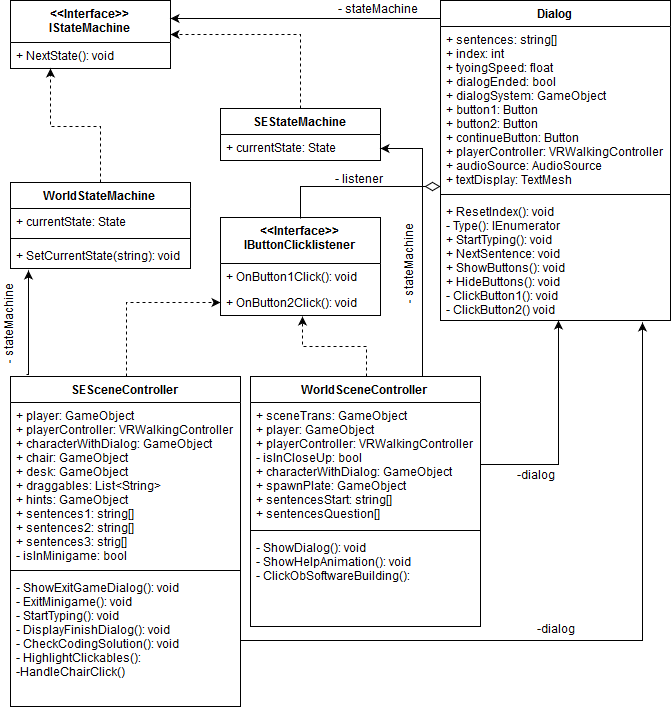 <<Interface>>
IStateMachine
+ NextState(): void
- stateMachine
Dialog
+ sentences: string[]
+ index: int
+ tyoingSpeed: float
+ dialogEnded: bool
+ dialogSystem: GameObject
+ button1: Button
+ button2: Button
+ continueButton: Button
+ playerController: VRWalkingController
+ audioSource: AudioSource
+ textDisplay: TextMesh
+ ResetIndex(): void
- Type(): IEnumerator
+ StartTyping(): void
+ NextSentence(): void
+ ShowButtons(): void
+ HideButtons(): void
- ClickButton1(): void
- ClickButton2() void
SEStateMachine
+ currentState: State
WorldStateMachine
+ currentState: State
+ SetCurrentState(string): void
- listener
<<Interface>>
IButtonClicklistener
+ OnButton1Click(): void
+ OnButton2Click(): void
- stateMachine
- stateMachine
SESceneController
+ player: GameObject
+ playerController: VRWalkingController
+ characterWithDialog: GameObject
+ chair: GameObject
+ desk: GameObject
+ draggables: List<String>
+ hints: GameObject
+ sentences1: string[]
+ sentences2: string[]
+ sentences3: strig[]
- isInMinigame: bool
- ShowExitGameDialog(): void
- ExitMinigame(): void
- StartTyping(): void
- DisplayFinishDialog(): void
- CheckCodingSolution(): void
- HighlightClickables():
-HandleChairClick()
WorldSceneController
+ sceneTrans: GameObject
+ player: GameObject
+ playerController: VRWalkingController
- isInCloseUp: bool
+ characterWithDialog: GameObject
+ spawnPlate: GameObject
+ sentencesStart: string[]
+ sentencesQuestion[]
- ShowDialog(): void
- ShowHelpAnimation(): void
- ClickObSoftwareBuilding():
-dialog
-dialog